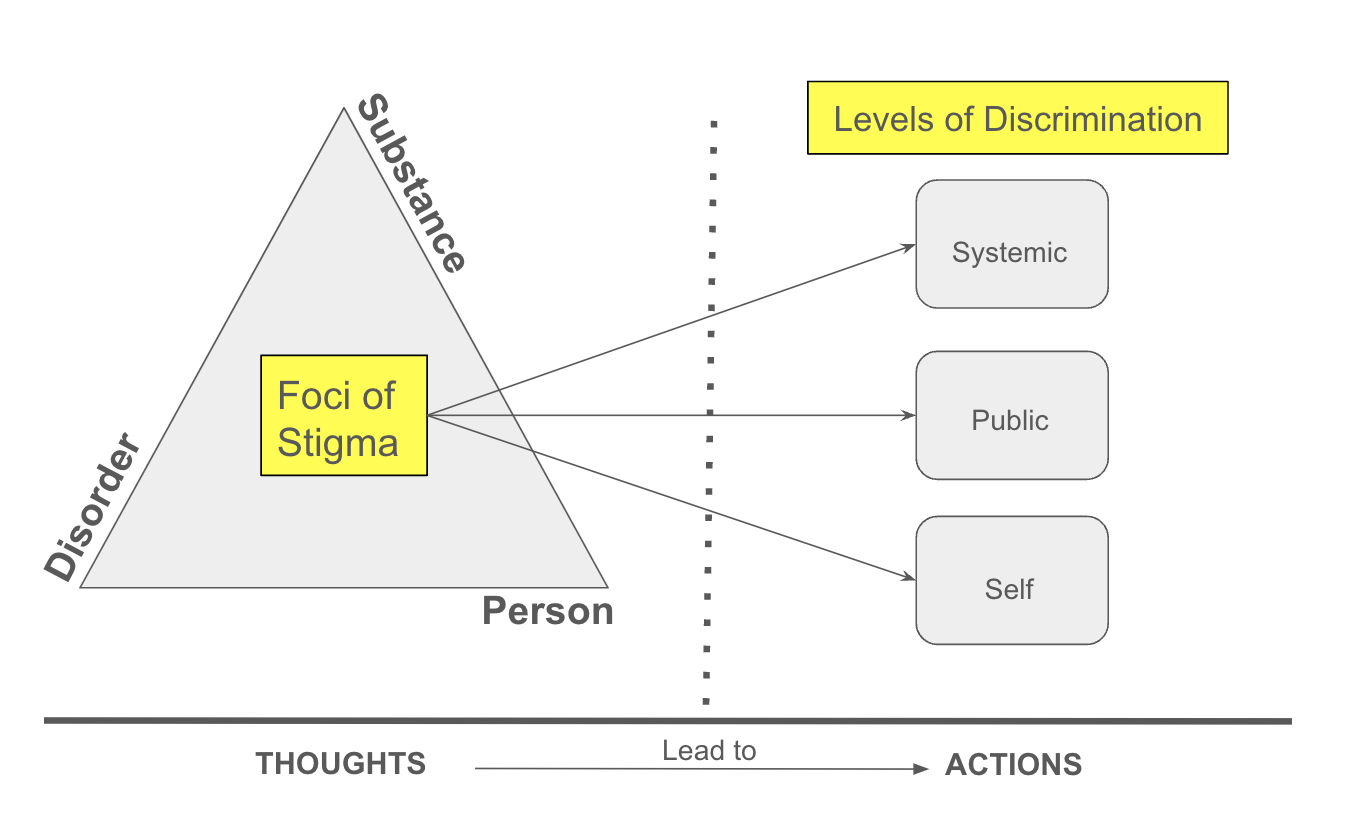 Substance
Disorder
Person
Foci of
Stigma
Levels of Discrimination
Systemic
Public
Self
THOUGHTS
Lead to
ACTIONS